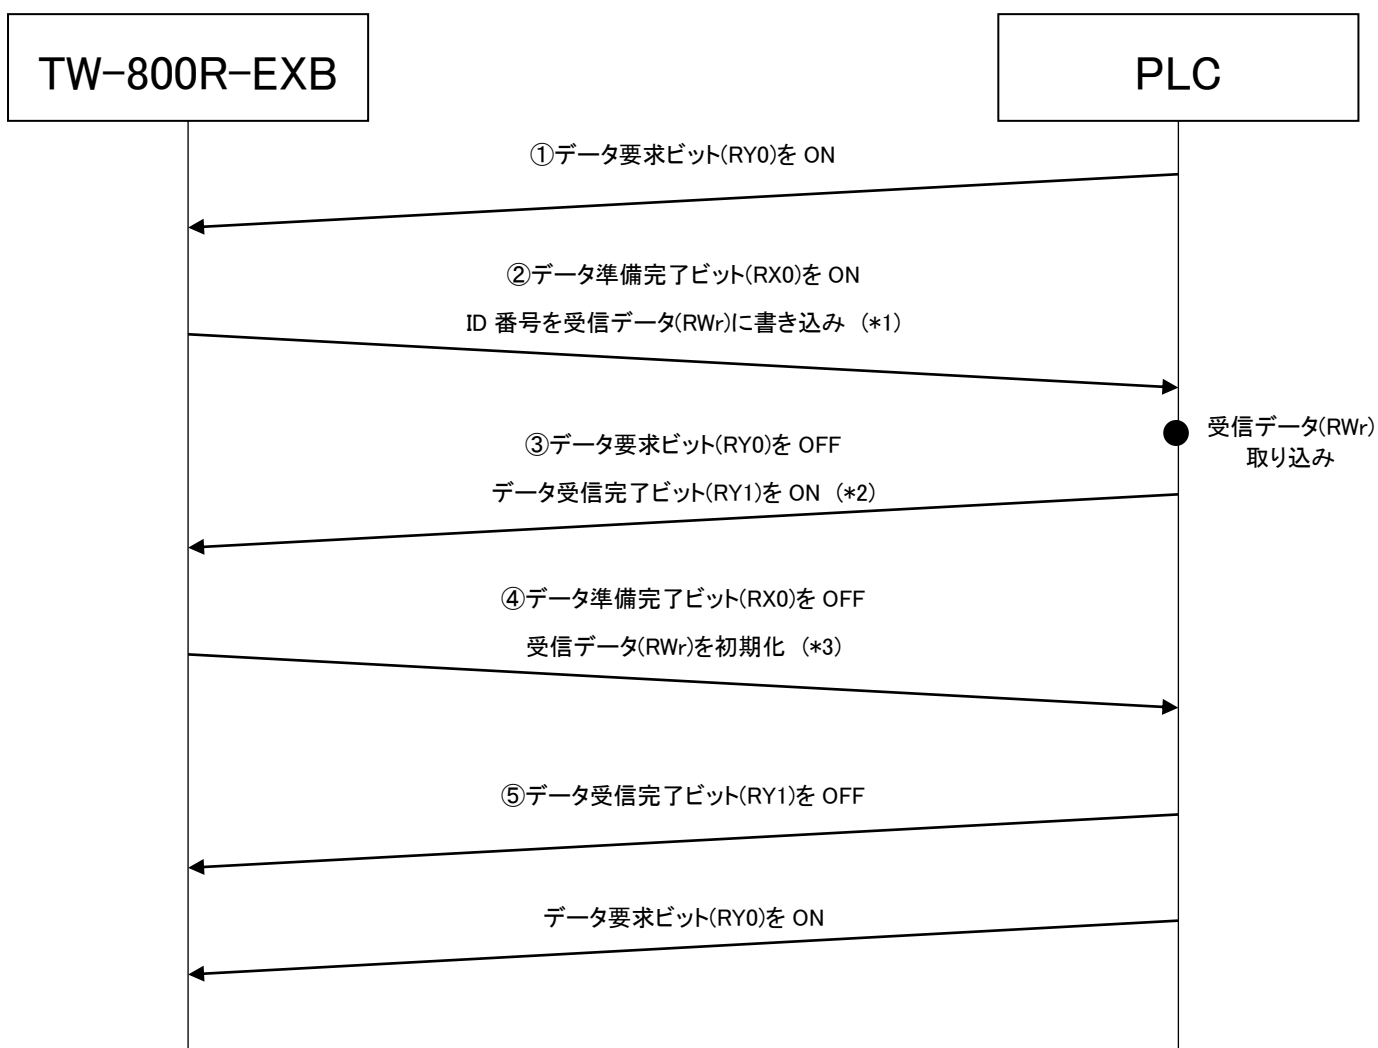 TW-800R-EXB
PLC
①データ要求ビット(RY0)を ON
②データ準備完了ビット(RX0)を ON
ID 番号を受信データ(RWr)に書き込み (*1)
受信データ(RWr)
取り込み
③データ要求ビット(RY0)を OFF
データ受信完了ビット(RY1)を ON (*2)
④データ準備完了ビット(RX0)を OFF
受信データ(RWr)を初期化 (*3)
⑤データ受信完了ビット(RY1)を OFF
データ要求ビット(RY0)を ON